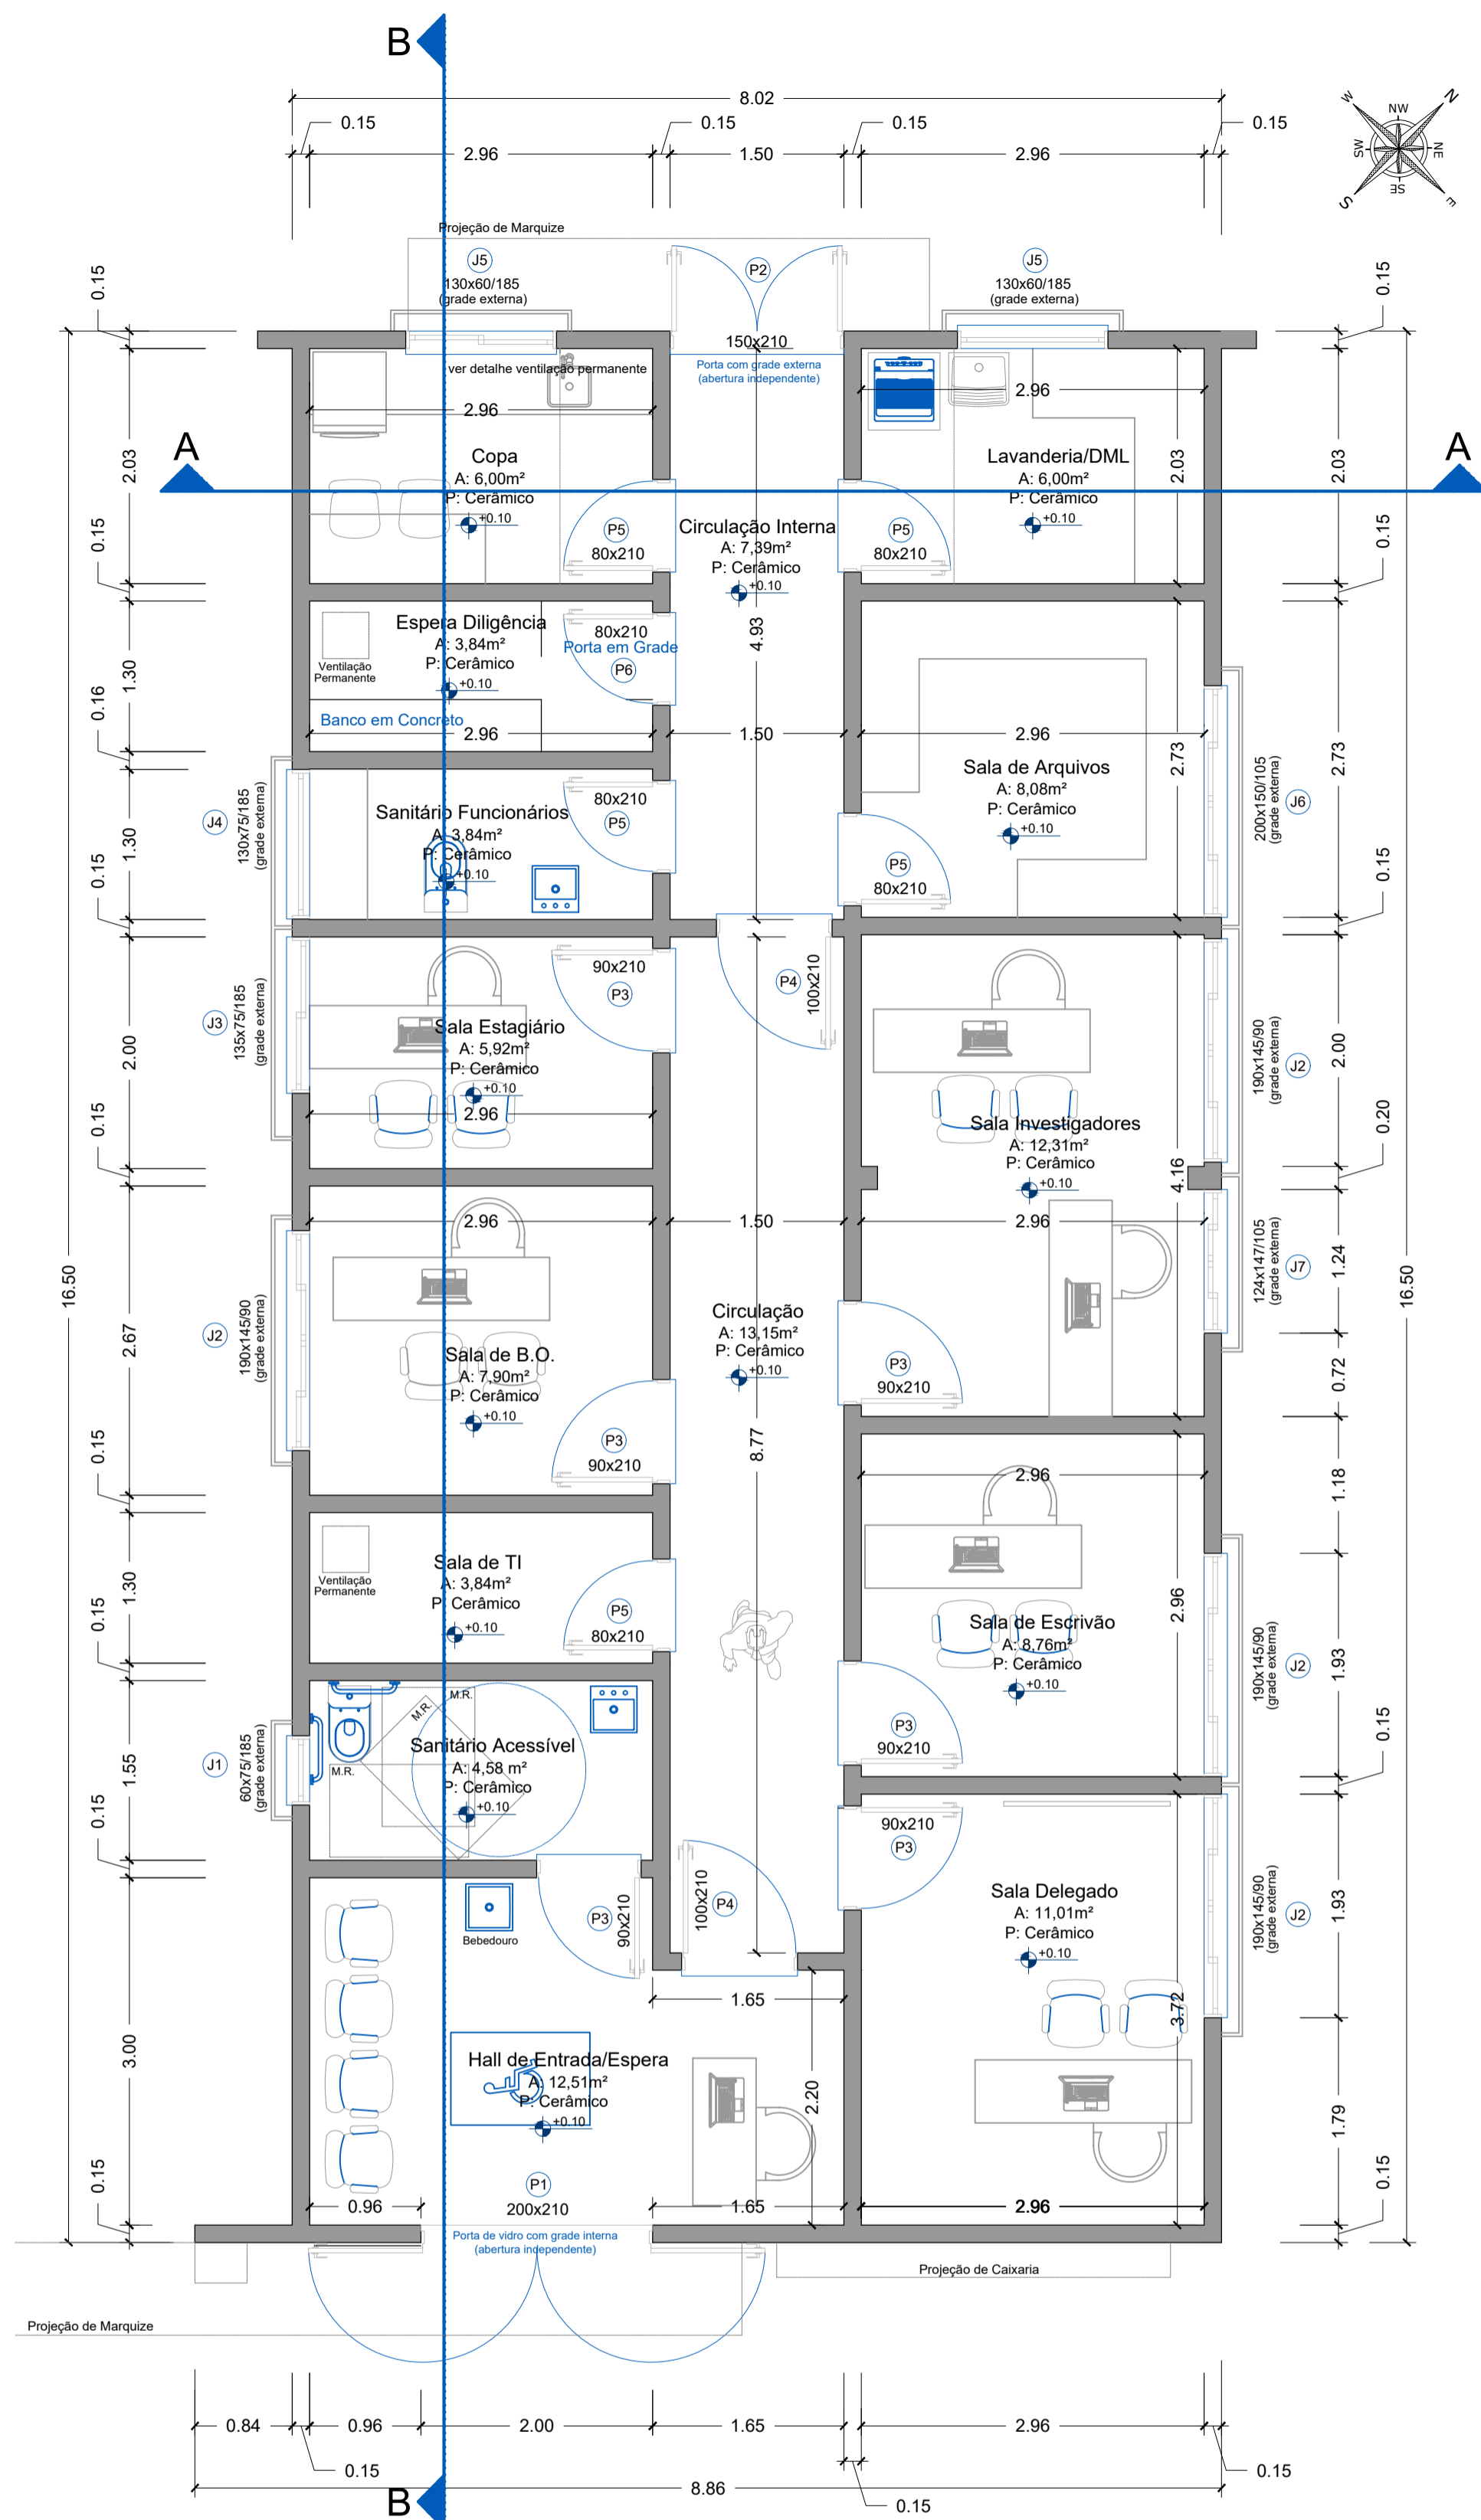 B
8.02
0.15
0.15
0.15
0.15
2.96
1.50
2.96
W
NW
N
SW
NE
S
SE
E
Projeção de Marquize
J5
130x60/185
(grade externa)
P2
J5
130x60/185
(grade externa)
0.15
0.15
150x210
Porta com grade externa
(abertura independente)
ver detalhe ventilação permanente
2.96
2.96
A
A
2.03
Copa
A: 6,00m²
P: Cerâmico
+0.10
Lavanderia/DML
A: 6,00m²
P: Cerâmico
+0.10
2.03
2.03
P5
80x210
Circulação Interna
A: 7,39m²
P: Cerâmico
+0.10
P5
80x210
0.15
0.15
Espera Diligência
A: 3,84m²
P: Cerâmico
+0.10
80x210
Porta em Grade
P6
4.93
Ventilação
Permanente
1.30
Banco em Concreto
2.96
1.50
2.96
0.16
2.73
2.73
Sala de Arquivos
A: 8,08m²
P: Cerâmico
+0.10
200x150/105
(grade externa)
J6
J4
130x75/185
(grade externa)
Sanitário Funcionários
A: 3,84m²
P: Cerâmico
+0.10
80x210
P5
1.30
P5
80x210
0.15
0.15
90x210
P3
P4
100x210
J3
135x75/185
(grade externa)
Sala Estagiário
A: 5,92m²
P: Cerâmico
+0.10
2.96
2.00
190x145/90
(grade externa)
J2
2.00
Sala Investigadores
A: 12,31m²
P: Cerâmico
+0.10
0.15
0.20
4.16
2.96
1.50
2.96
124x147/105
(grade externa)
J7
1.24
16.50
16.50
2.67
J2
190x145/90
(grade externa)
Sala de B.O.
A: 7,90m²
P: Cerâmico
+0.10
Circulação
A: 13,15m²
P: Cerâmico
+0.10
P3
90x210
0.72
P3
90x210
8.77
0.15
2.96
1.18
Sala de TI
A: 3,84m²
P: Cerâmico
+0.10
Ventilação
Permanente
1.30
P5
80x210
0.15
Sala de Escrivão
A: 8,76m²
P: Cerâmico
+0.10
2.96
190x145/90
(grade externa)
J2
1.93
M.R.
M.R.
M.R.
J1
60x75/185
(grade externa)
Sanitário Acessível
A: 4,58 m²
P: Cerâmico
+0.10
1.55
P3
90x210
0.15
0.15
90x210
P3
Bebedouro
P3
90x210
100x210
P4
Sala Delegado
A: 11,01m²
P: Cerâmico
+0.10
190x145/90
(grade externa)
J2
1.93
1.65
3.72
3.00
Hall de Entrada/Espera
A: 12,51m²
P: Cerâmico
+0.10
2.20
1.79
0.15
P1
200x210
0.96
1.65
2.96
0.15
Porta de vidro com grade interna
(abertura independente)
Projeção de Caixaria
Projeção de Marquize
0.84
0.96
2.00
1.65
2.96
0.15
0.15
8.86
0.15
B